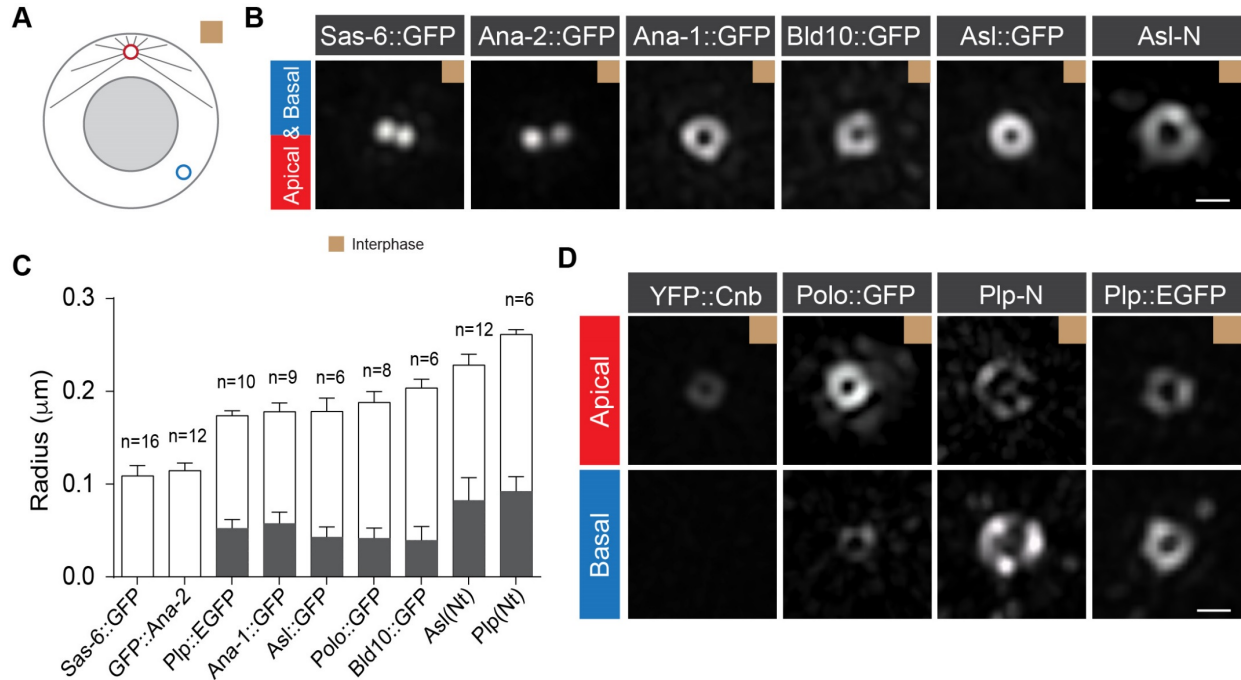 A
B
Sas-6::GFP
Ana-2::GFP
Ana-1::GFP
Bld10::GFP
Asl::GFP
Asl-N
Apical & Basal
Interphase
C
Radius (μm)
0.3
0.2
0.1
0.0
n=16
n=12
n=10
n=9
n=6
n=8
n=6
n=12
n=6
Sas-6::GFP
GFP::Ana-2
Plp::EGFP
Ana-1::GFP
Asl::GFP
Polo::GFP
Bld10::GFP
Asl(Nt)
Plp(Nt)
D
YFP::Cnb
Polo::GFP
Plp-N
Plp::EGFP
Apical
Basal